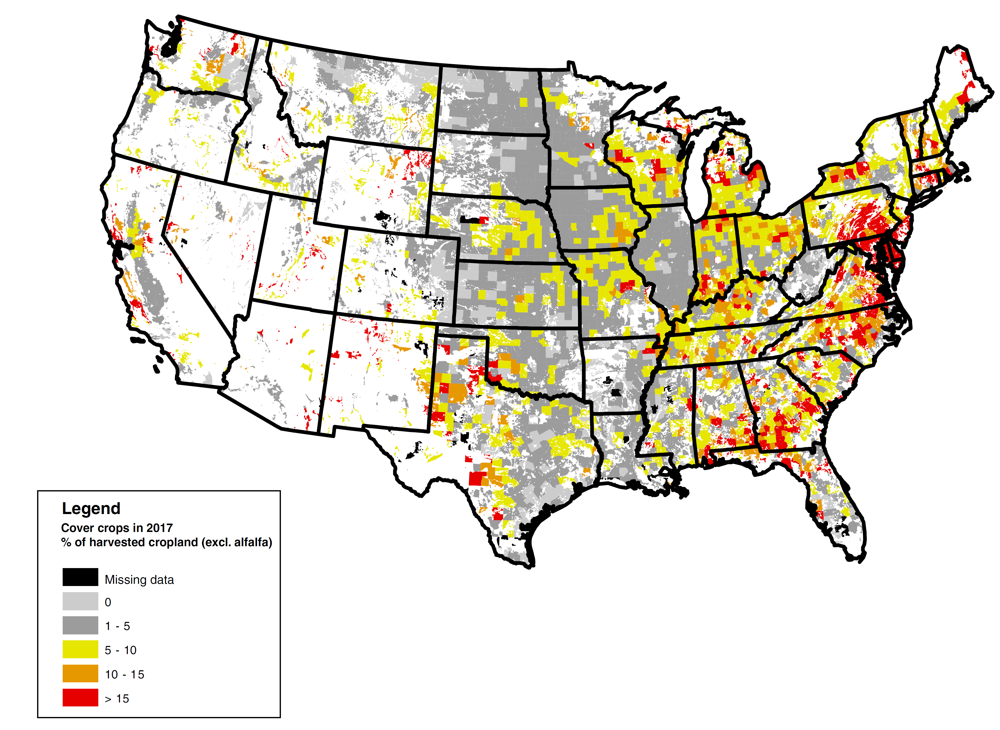 Legend
Cover crops in 2017
% of harvested cropland (excl. alfalfa)
Missing data
0
1 - 5
5 - 10
10 - 15
> 15